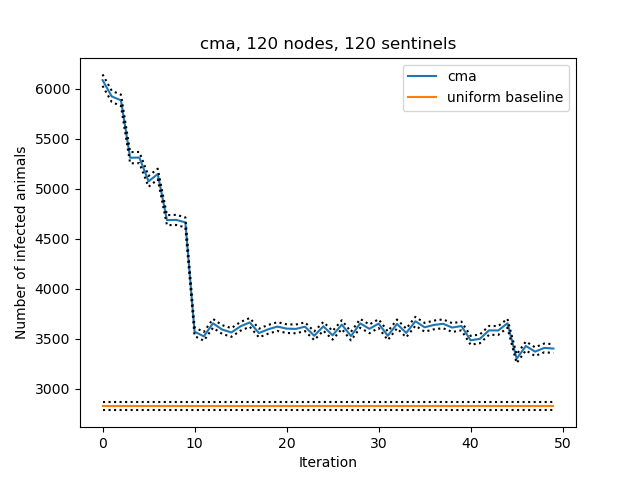 cma, 120 nodes, 120 sentinels
cma
uniform baseline
Number of infected animals
6000
5500
5000
4500
4000
3500
3000
0 10 20 30 40 50
Iteration